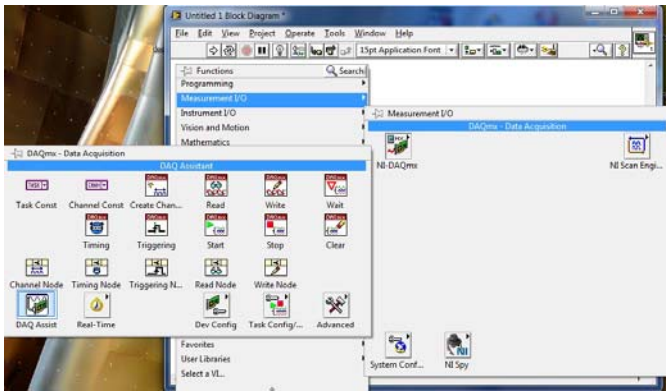 Untitled 1 Block Diagram *
File Edit View Project Operate Tools Window Help
15pt Application Font
Functions
Search
Programming
Measurement I/O
Instrument I/O
Vision and Motion
Mathematics
Measurement I/O
DAQmx - Data Acquisition
NI-DAQmx
NI Scan Engi...
System Conf...
NI Spy
DAQmx - Data Acquisition
DAQ Assistant
Task Const Channel Const Create Chan... Read Write Wait
Timing Triggering Start Stop Clear
Channel Node Timing Node Triggering N... Read Node Write Node
DAQ Assist Real-Time Dev Config Task Config/... Advanced
Favorites
User Libraries
Select a VI...